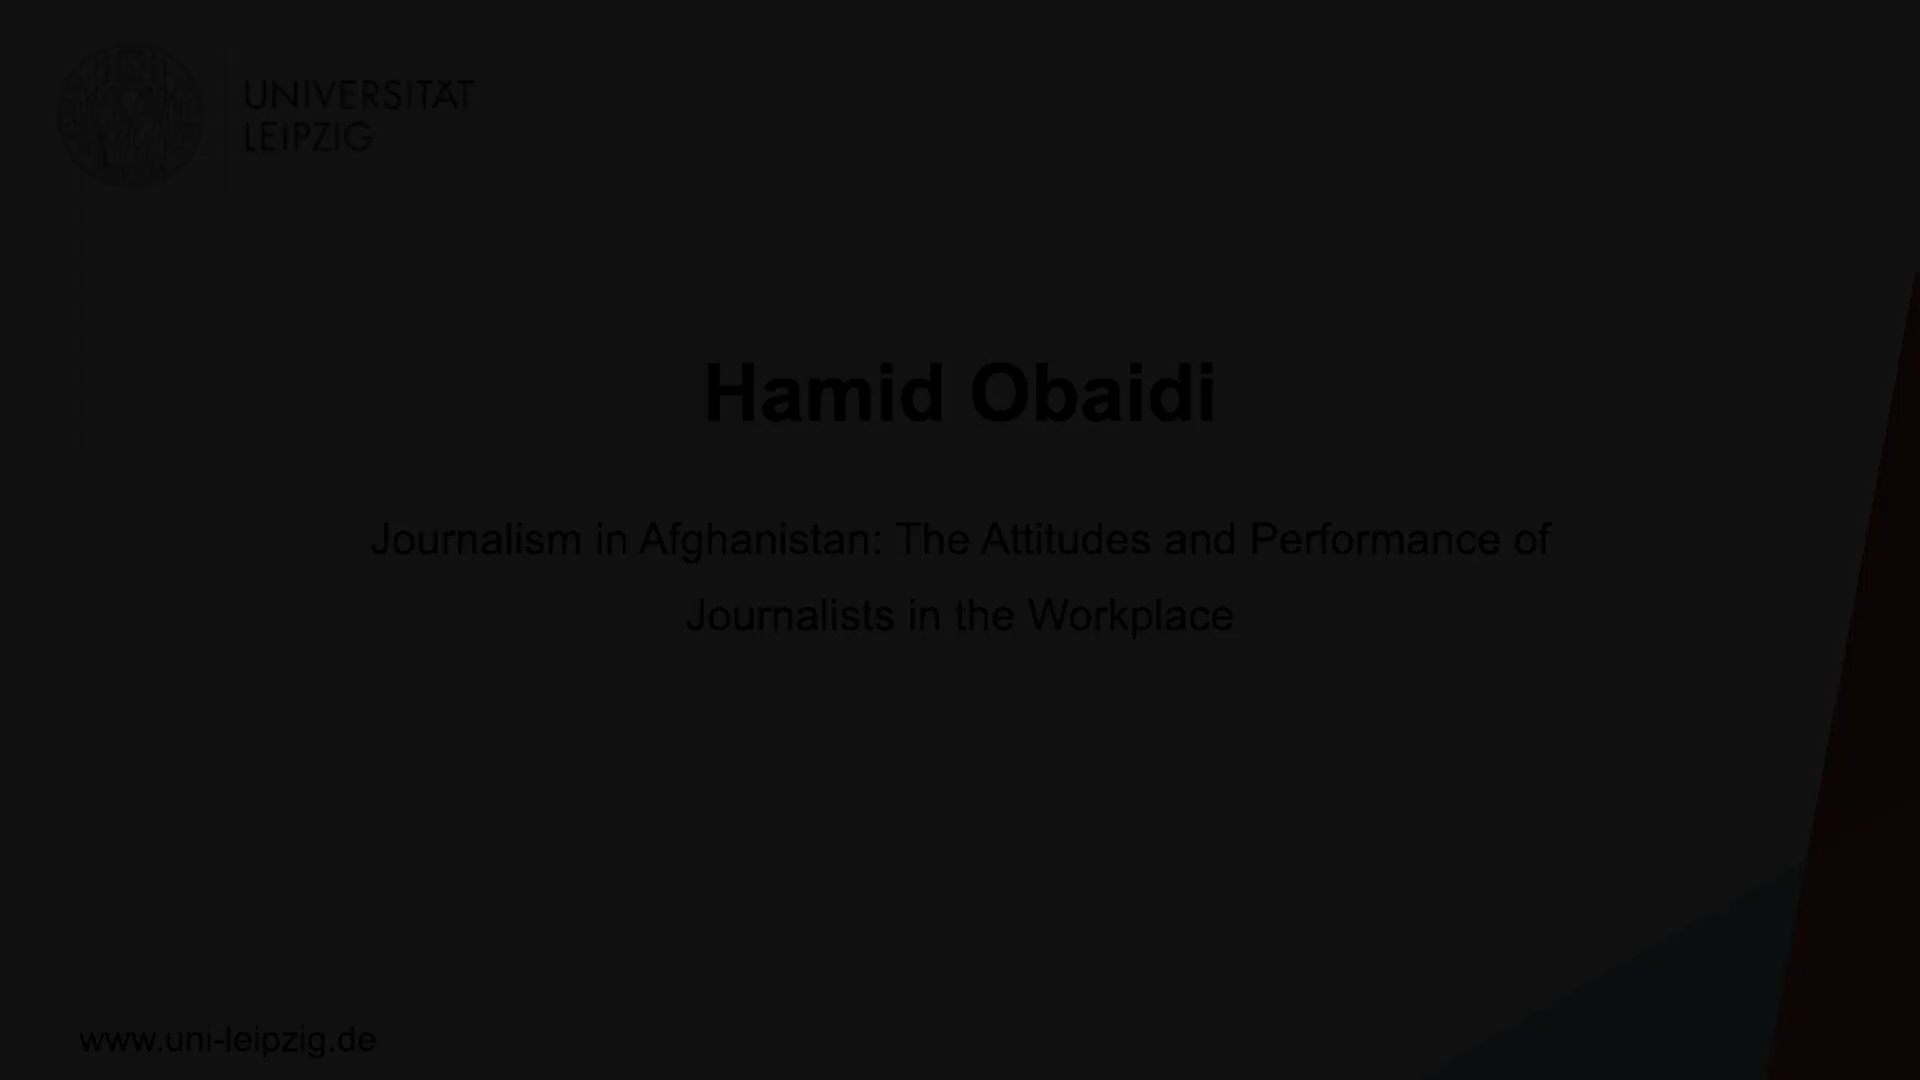 UNIVERSITÄT
LEIPZIG
Hamid Obaidi
Journalism in Afghanistan: The Attitudes and Performance of
Journalists in the Workplace
www.uni-leipzig.de